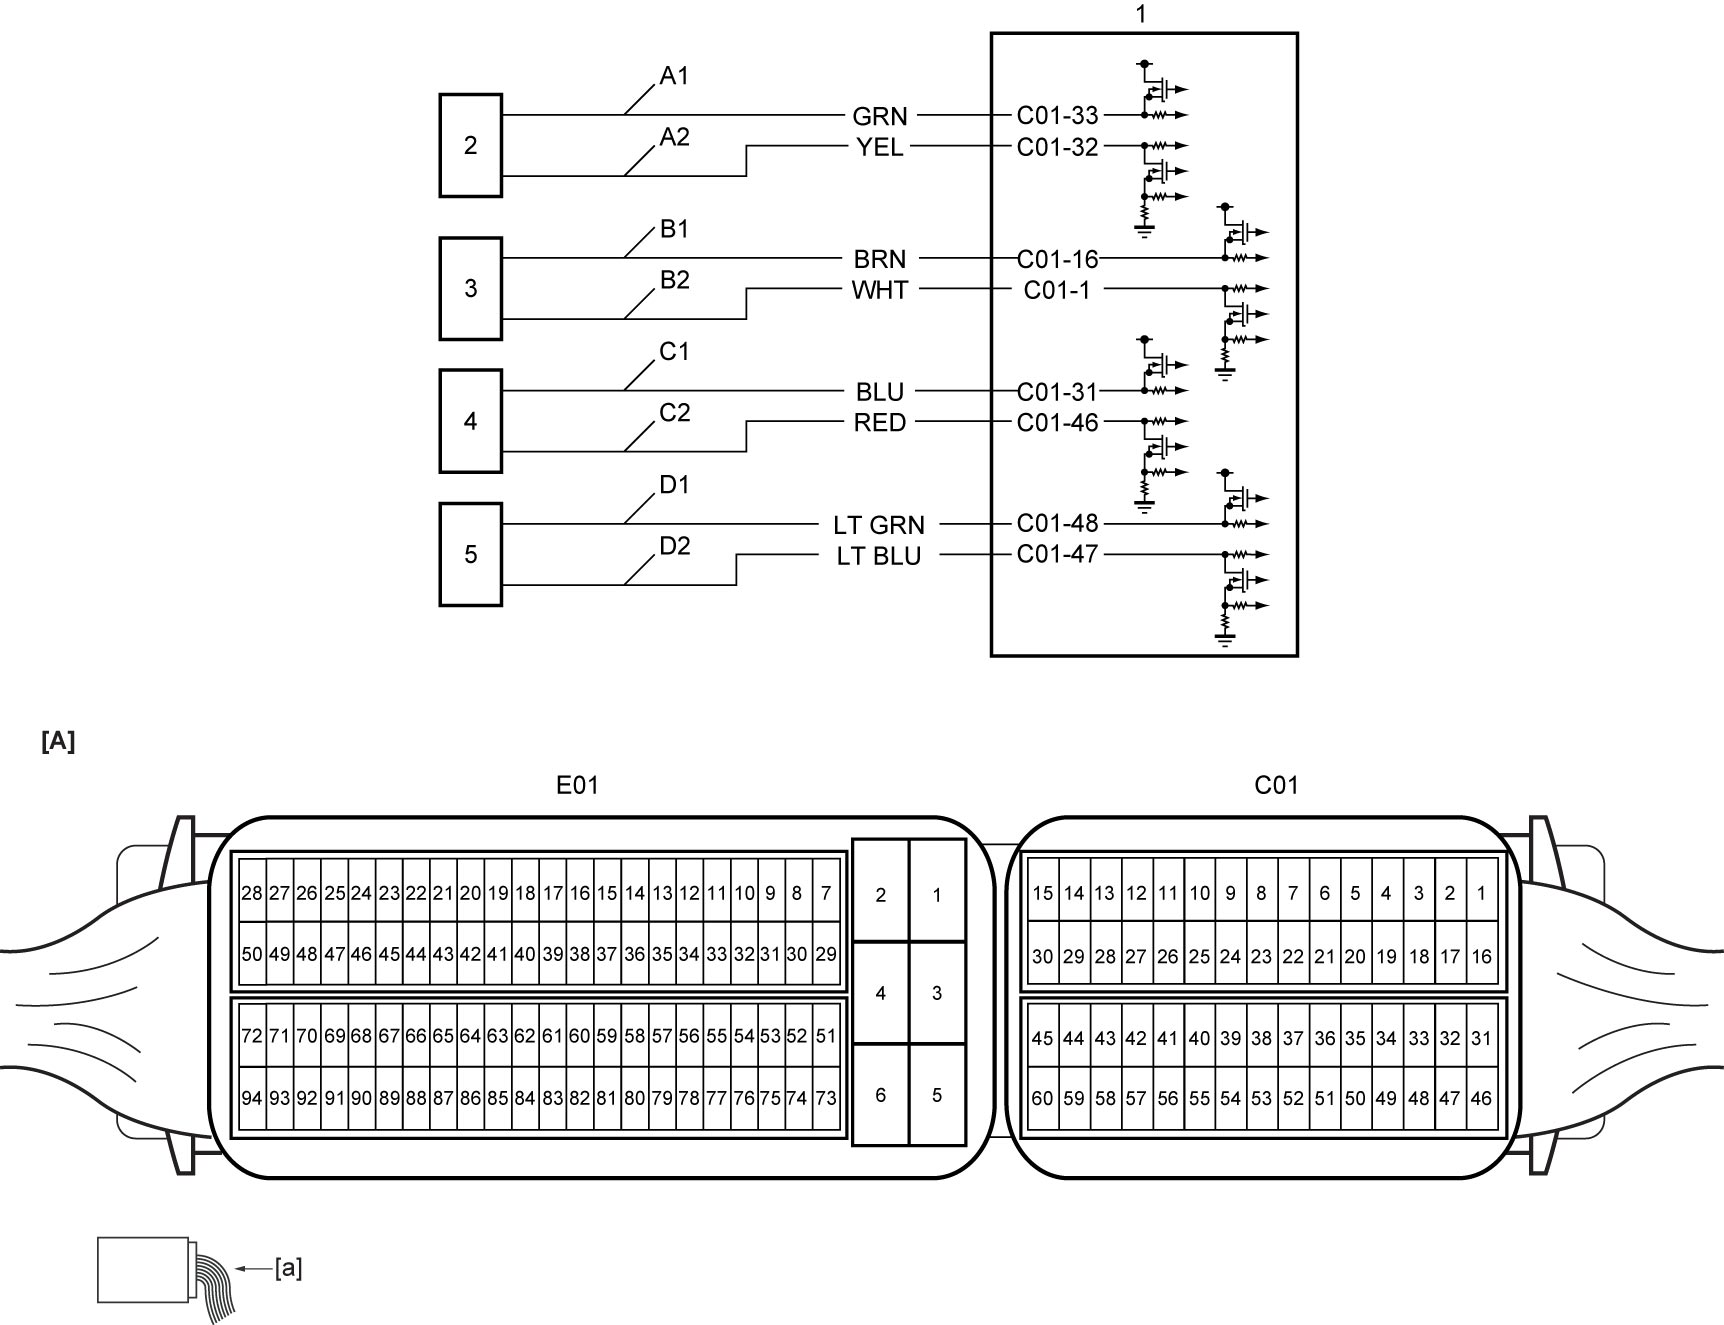 1
A1
GRN C01-33
A2
YEL C01-32
2
B1
BRN C01-16
B2
WHT C01-1
3
C1
BLU C01-31
C2
RED C01-46
4
D1
LT GRN C01-48
D2
LT BLU C01-47
5
[A]
E01
C01
28 27 26 25 24 23 22 21 20 19 18 17 16 15 14 13 12 11 10 9 8 7
50 49 48 47 46 45 44 43 42 41 40 39 38 37 36 35 34 33 32 31 30 29
72 71 70 69 68 67 66 65 64 63 62 61 60 59 58 57 56 55 54 53 52 51
94 93 92 91 90 89 88 87 86 85 84 83 82 81 80 79 78 77 76 75 74 73
2 1
4 3
6 5
15 14 13 12 11 10 9 8 7 6 5 4 3 2 1
30 29 28 27 26 25 24 23 22 21 20 19 18 17 16
45 44 43 42 41 40 39 38 37 36 35 34 33 32 31
60 59 58 57 56 55 54 53 52 51 50 49 48 47 46
[a]